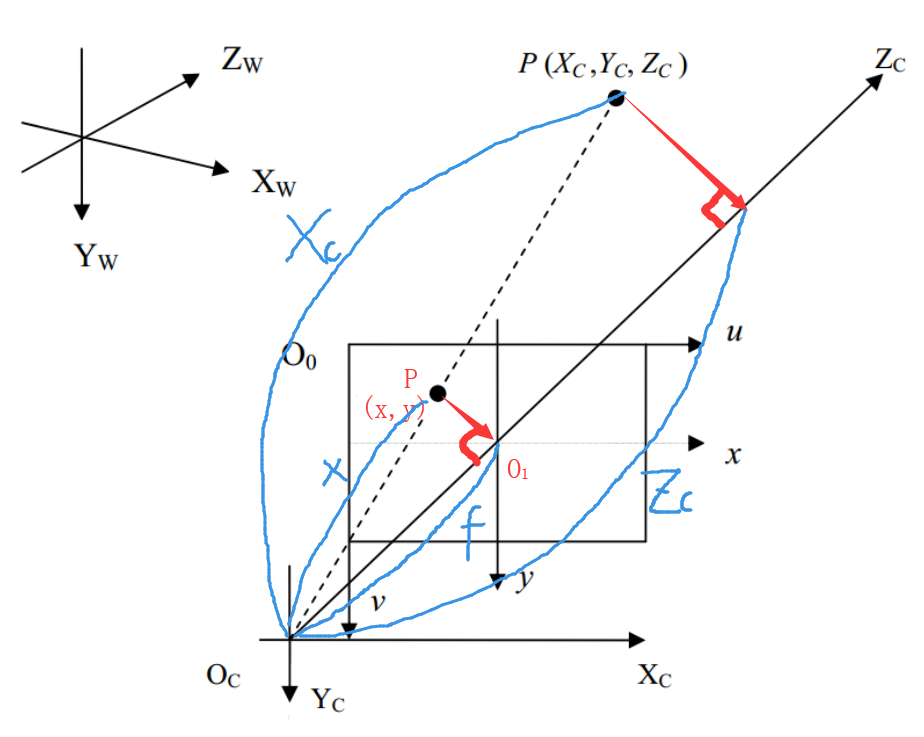 Z_W
P (X_C, Y_C, Z_C)
Z_C
X_W
X_c
Y_W
u
O_0
P
(x, y)
x
x
O_1
Z_c
f
y
v
O_C
X_C
Y_C